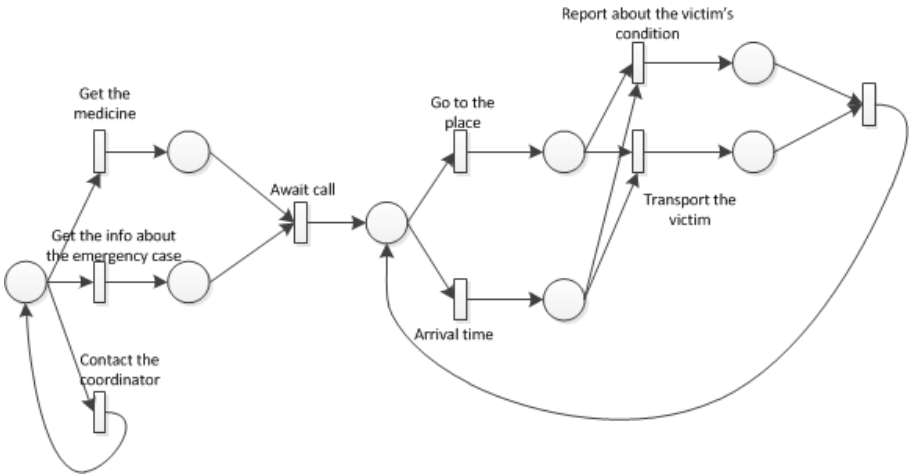 Report about the victim's
condition
Get the
medicine
Go to the
place
Await call
Transport the
victim
Get the info about
the emergency case
Arrival time
Contact the
coordinator